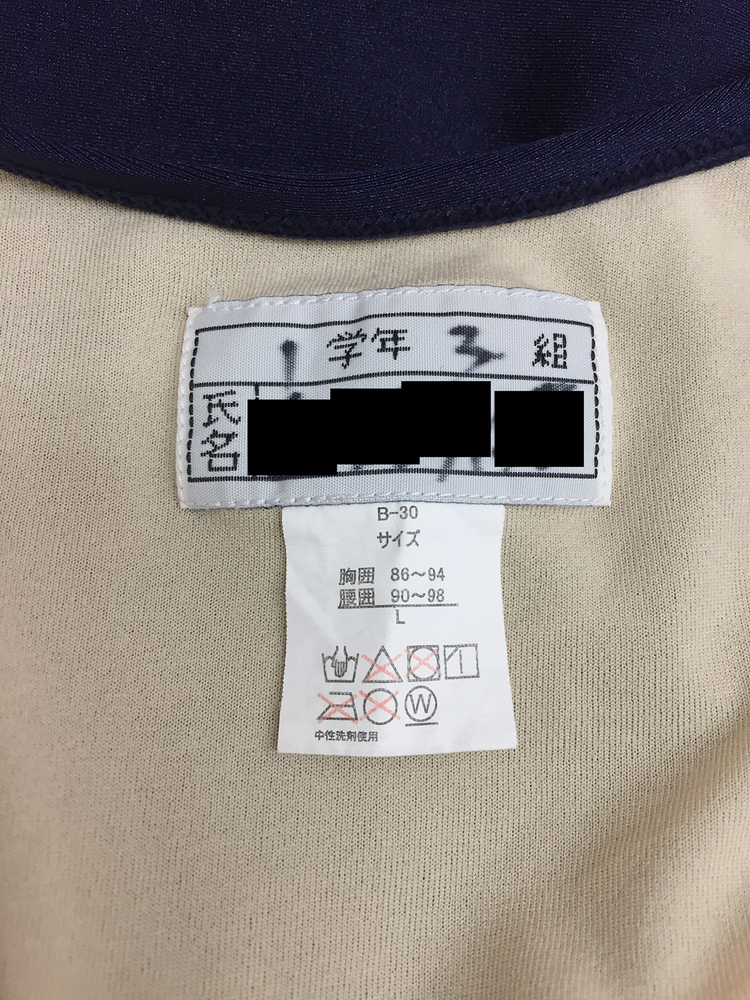 1 学年 3 組
氏名
B-30
サイズ
胸囲 86〜94
腰囲 90〜98
L
W
中性洗剤使用